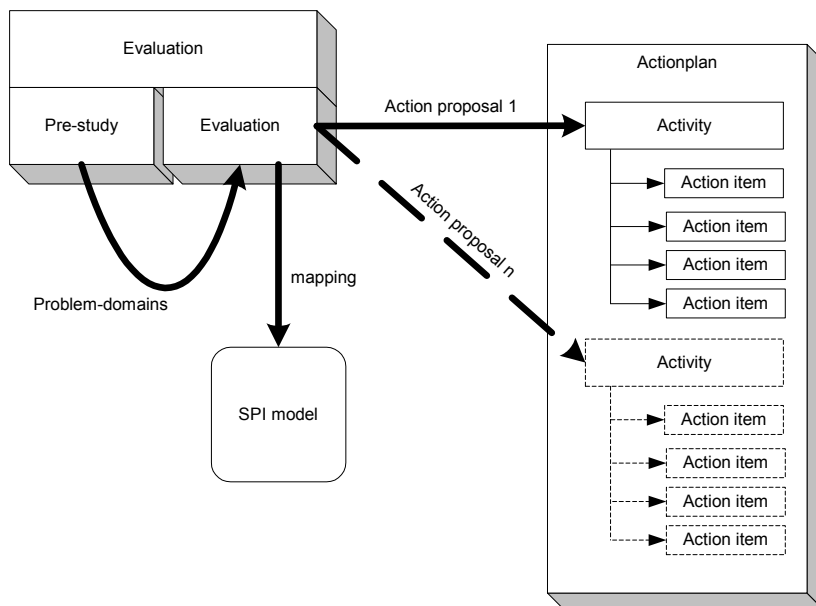 Evaluation
Pre-study
Evaluation
Problem-domains
mapping
SPI model
Action proposal 1
Action proposal n
Actionplan
Activity
Action item
Action item
Action item
Action item
Activity
Action item
Action item
Action item
Action item